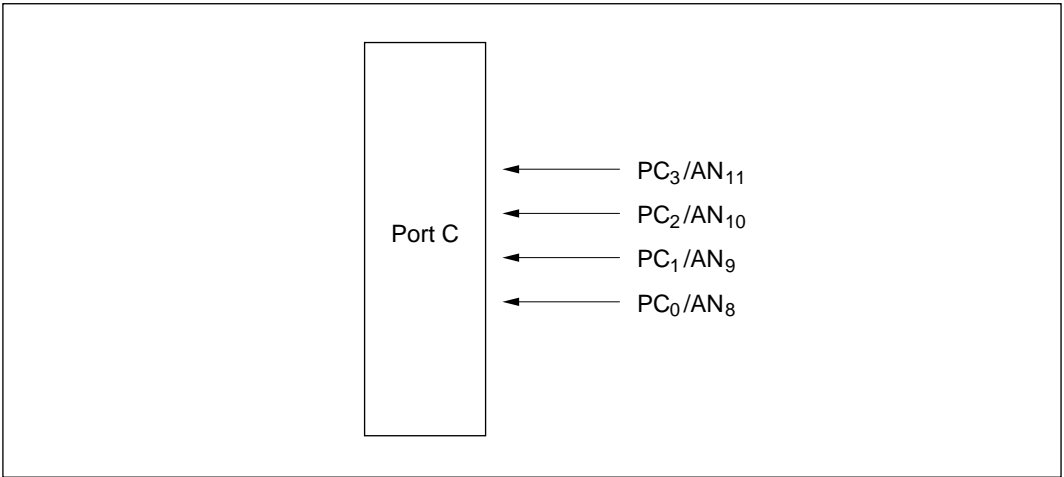 PC₃/AN₁₁
PC₂/AN₁₀
Port C
PC₁/AN₉
PC₀/AN₈